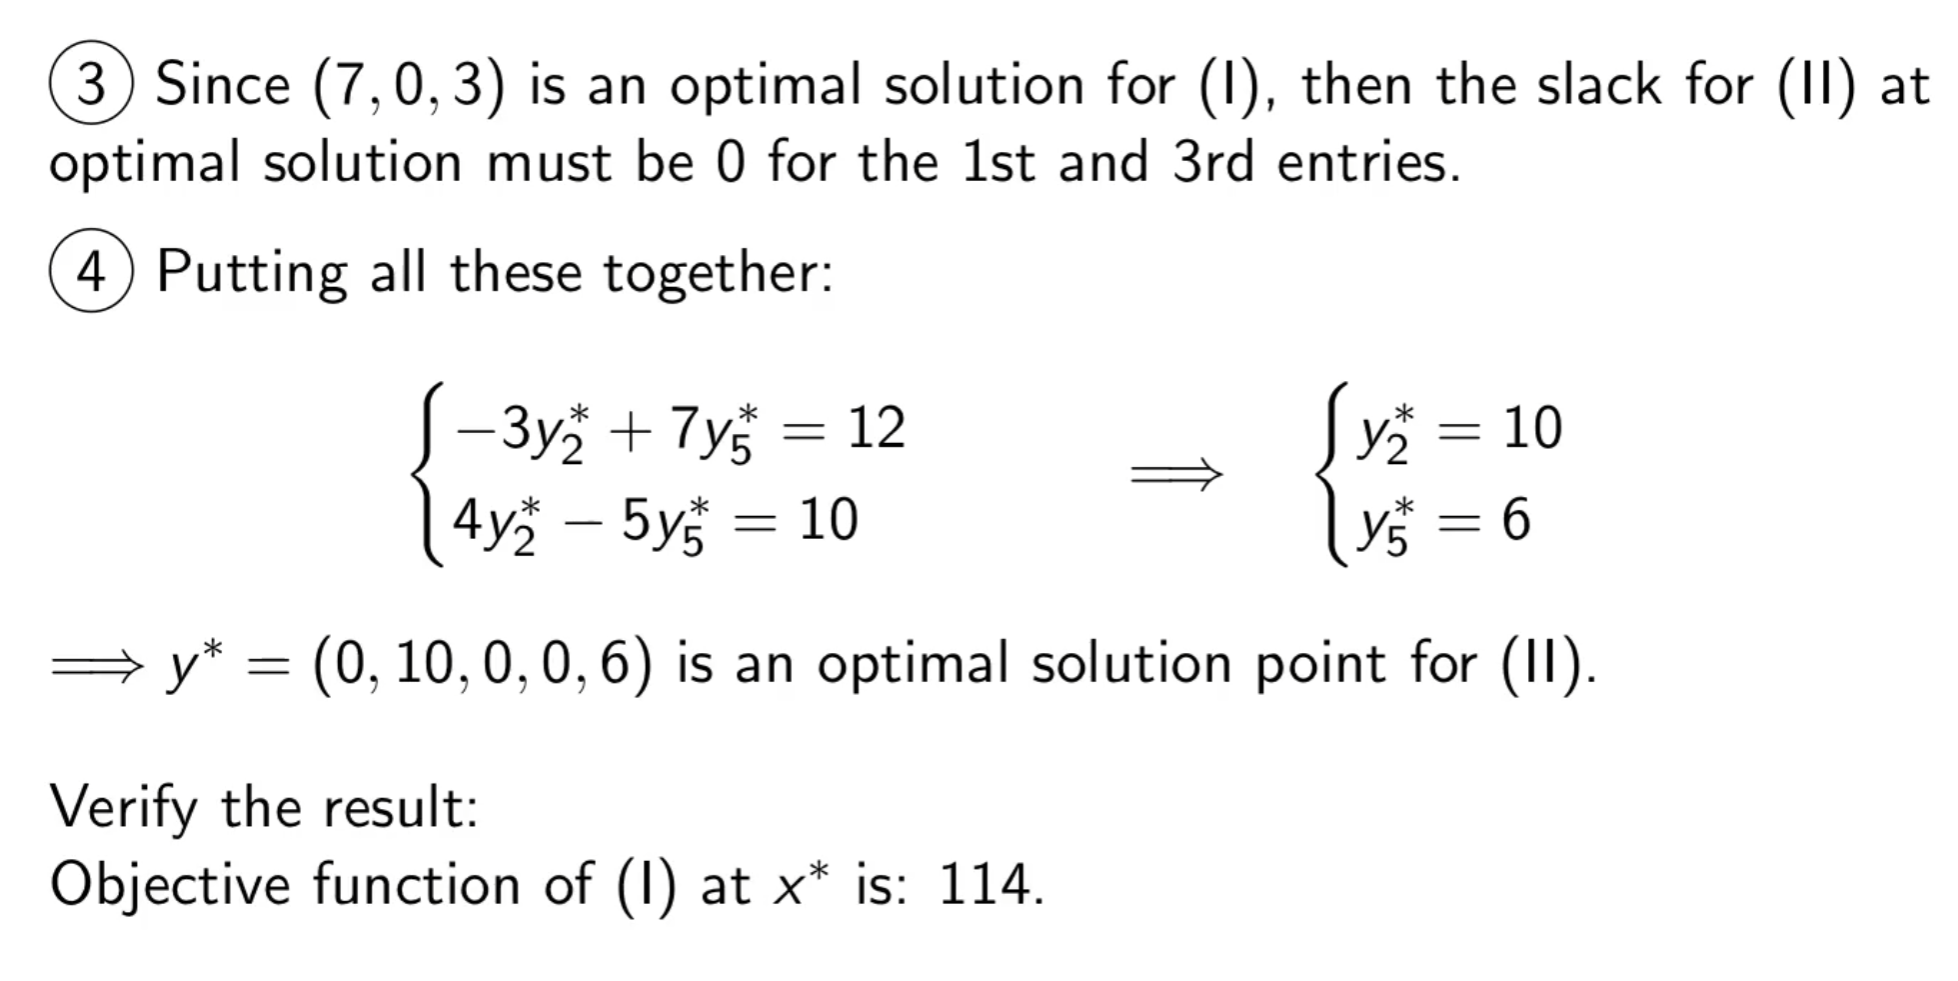 ③ Since (7, 0, 3) is an optimal solution for (I), then the slack for (II) at
optimal solution must be 0 for the 1st and 3rd entries.
④ Putting all these together:
{ −3y₂* + 7y₅* = 12
4y₂* − 5y₅* = 10
⟹ { y₂* = 10
y₅* = 6
⟹ y* = (0, 10, 0, 0, 6) is an optimal solution point for (II).
Verify the result:
Objective function of (I) at x* is: 114.